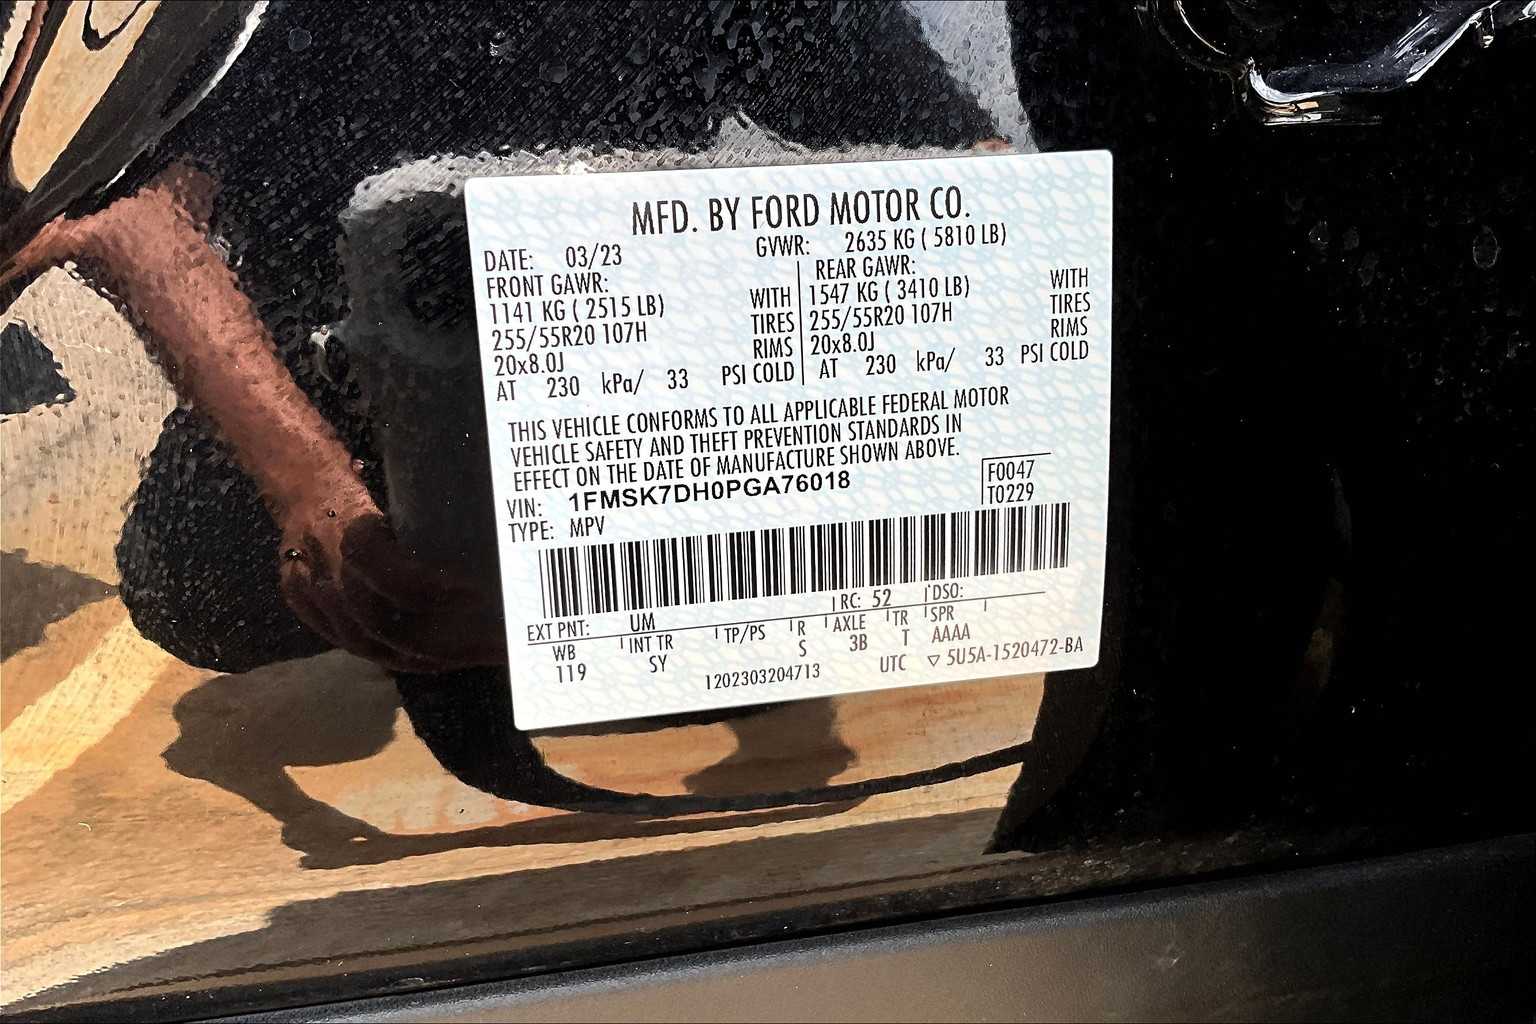 MFD. BY FORD MOTOR CO.
DATE: 03/23 GVWR: 2635 KG ( 5810 LB)
FRONT GAWR: REAR GAWR:
1141 KG ( 2515 LB) WITH 1547 KG ( 3410 LB) WITH
255/55R20 107H TIRES 255/55R20 107H TIRES
20x8.0J RIMS 20x8.0J RIMS
AT 230 kPa/ 33 PSI COLD AT 230 kPa/ 33 PSI COLD
THIS VEHICLE CONFORMS TO ALL APPLICABLE FEDERAL MOTOR
VEHICLE SAFETY AND THEFT PREVENTION STANDARDS IN
EFFECT ON THE DATE OF MANUFACTURE SHOWN ABOVE.
VIN: 1FMSK7DH0PGA76018 F0047
TYPE: MPV T0229
EXT PNT: UM RC: 52 DSO:
WB INT TR TP/PS R AXLE TR SPR
119 SY S 3B T AAAA
1202303204713 UTC ▽ 5U5A-1520472-BA